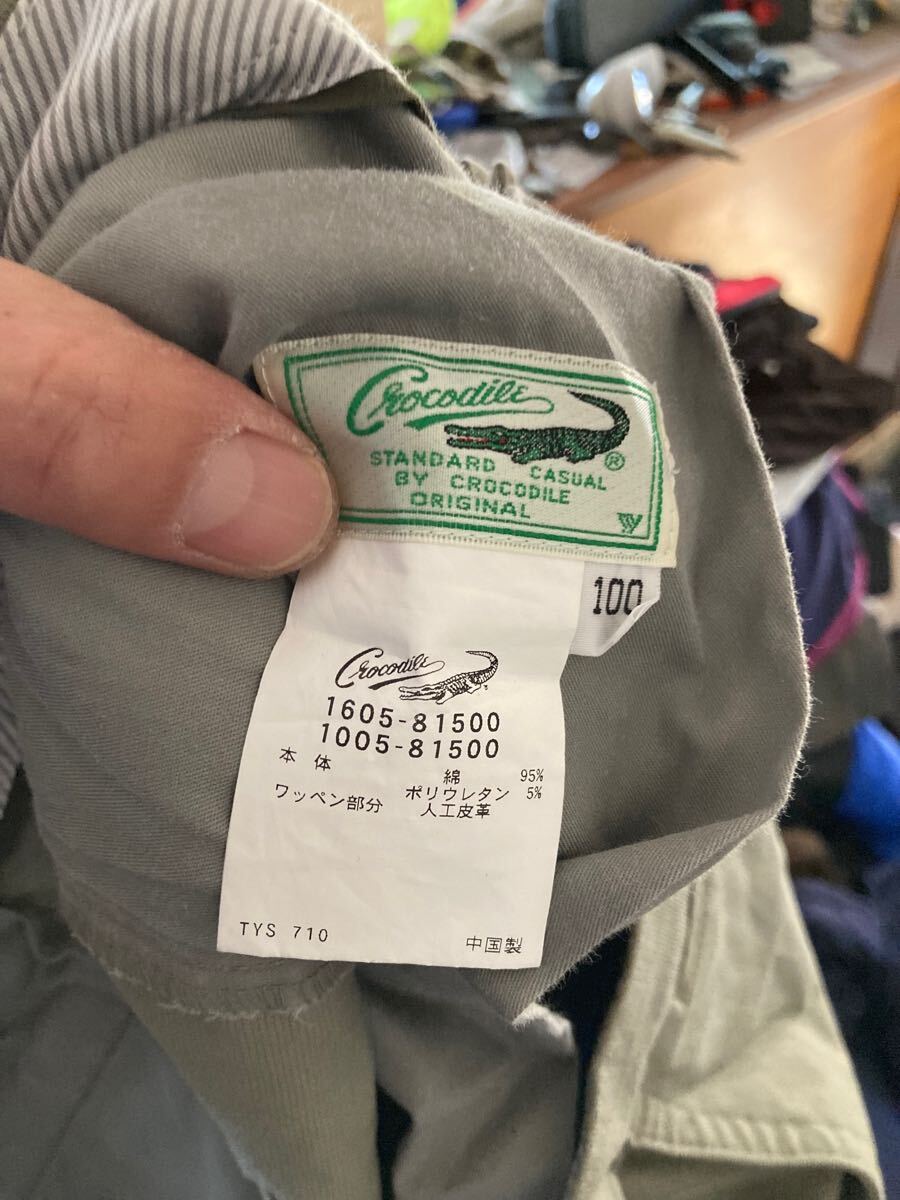 Crocodile
®
STANDARD CASUAL
BY CROCODILE
ORIGINAL
100
Crocodile
1605-81500
1005-81500
本体 綿 95%
ポリウレタン 5%
ワッペン部分 人工皮革
TYS 710
中国製